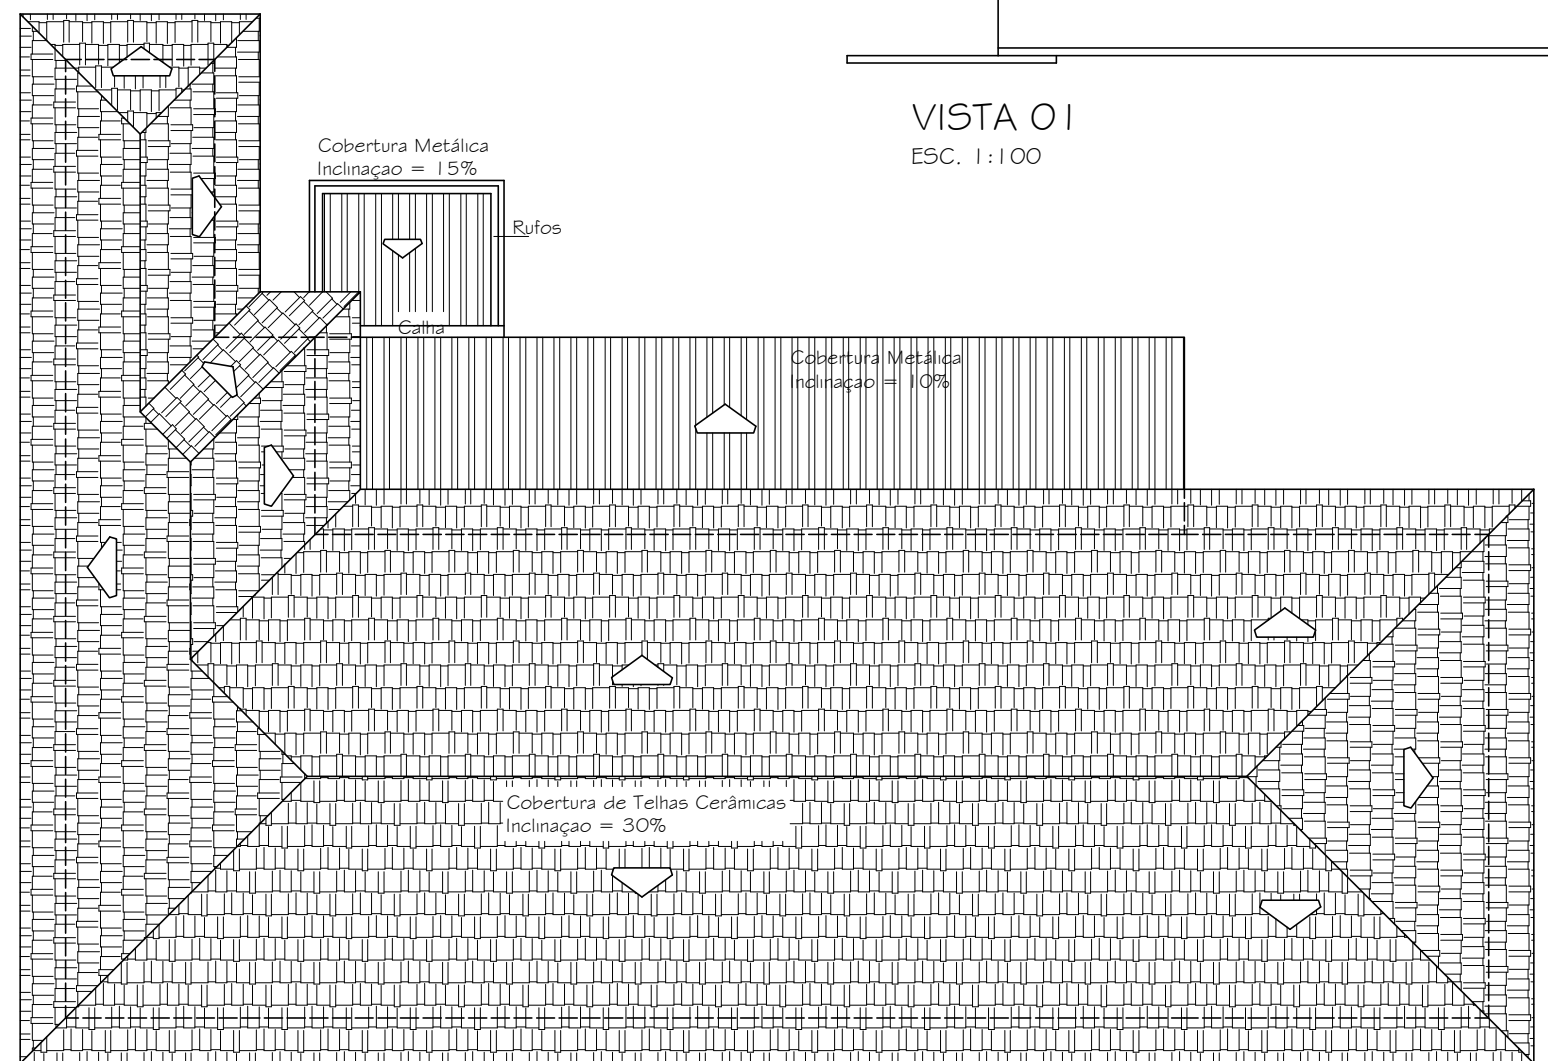 VISTA 01
ESC. 1:100
Cobertura Metálica
Inclinaçao = 15%
Rufos
Calha
Cobertura Metálica
Inclinaçao = 10%
Cobertura de Telhas Cerâmicas
Inclinaçao = 30%